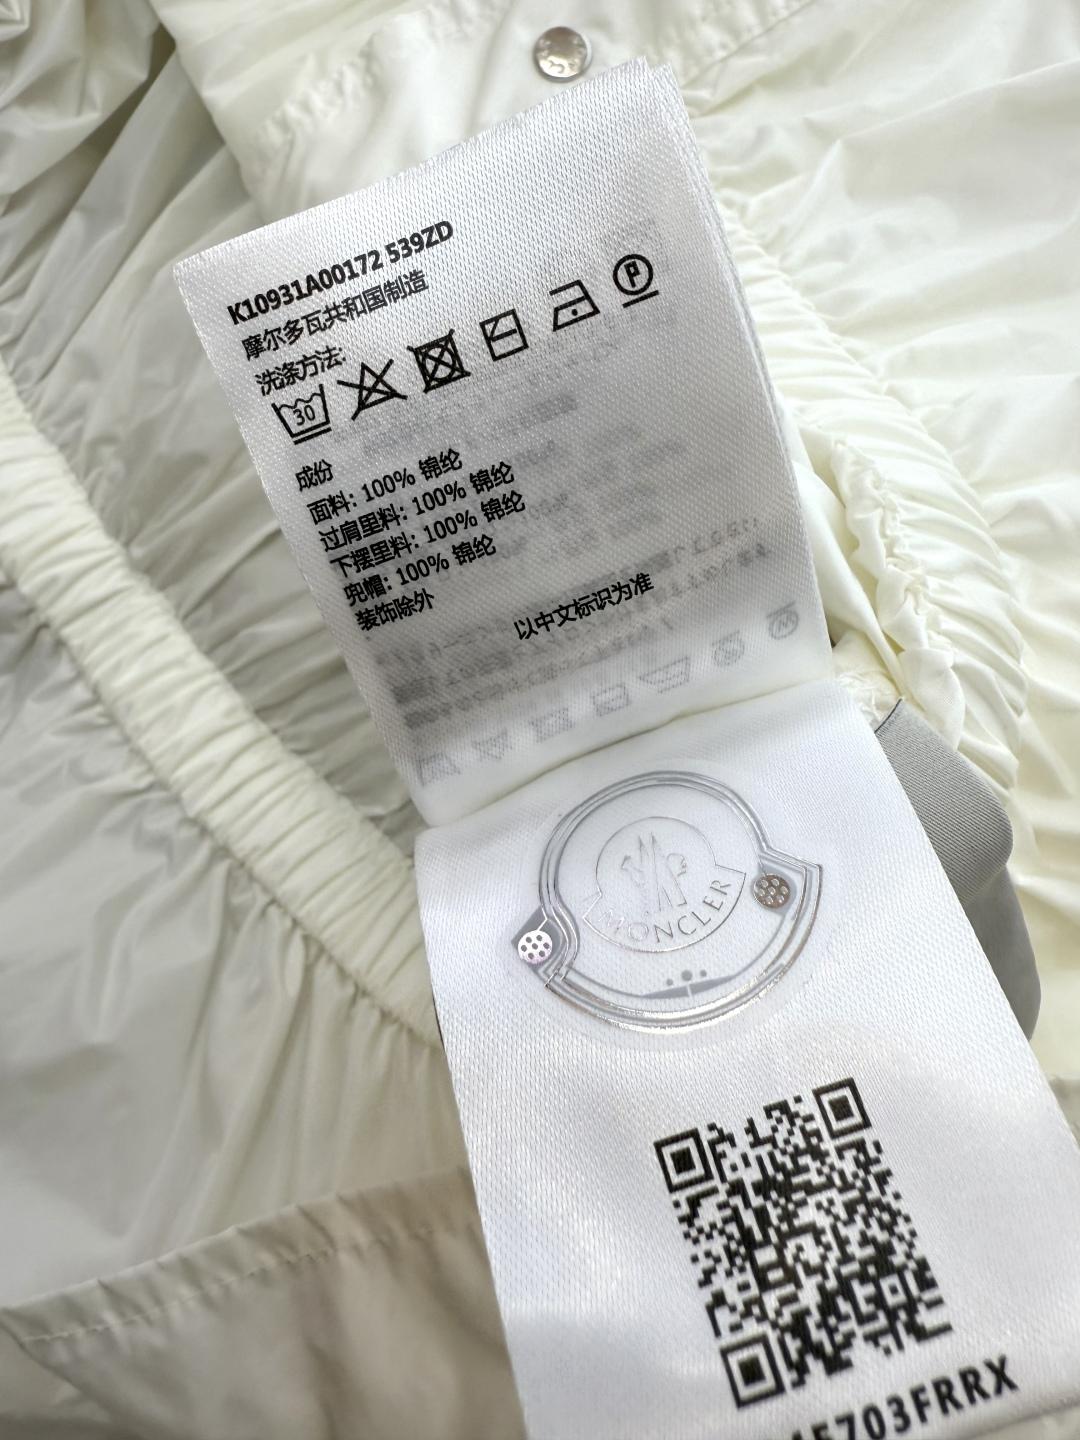 K10931A00172 539ZD
摩尔多瓦共和国制造
洗涤方法:
30
P
成份
面料: 100% 锦纶
过肩里料: 100% 锦纶
下摆里料: 100% 锦纶
兜帽: 100% 锦纶
装饰除外
以中文标识为准
MONCLER
5703FRRX